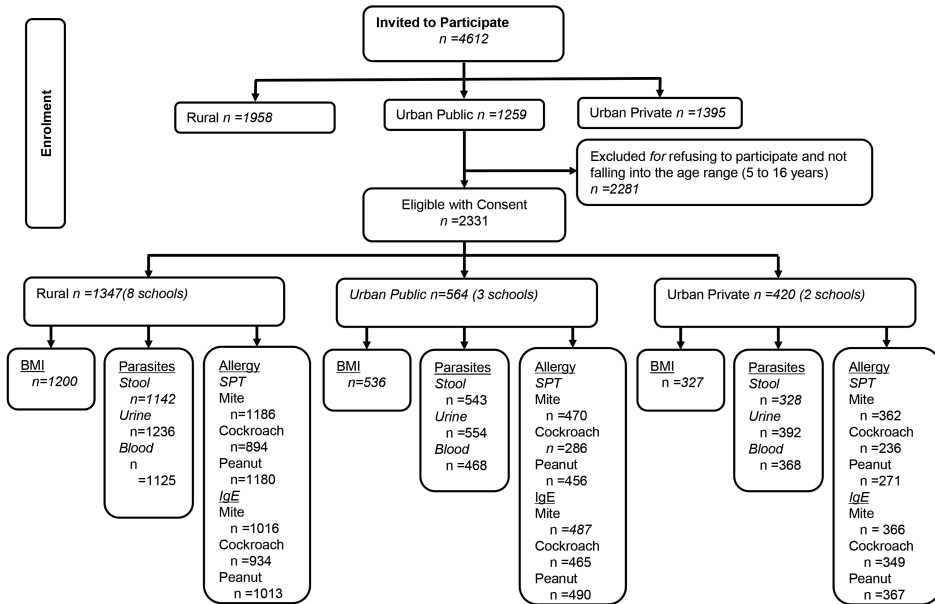 Enrolment
Invited to Participate
n =4612
Rural n =1958
Urban Public n =1259
Urban Private n =1395
Excluded for refusing to participate and not
falling into the age range (5 to 16 years)
n =2281
Eligible with Consent
n =2331
Rural n =1347(8 schools)
Urban Public n=564 (3 schools)
Urban Private n =420 (2 schools)
BMI
n=1200
Parasites
Stool
n=1142
Urine
n=1236
Blood
n
=1125
Allergy
SPT
Mite
n=1186
Cockroach
n=894
Peanut
n=1180
IgE
Mite
n =1016
Cockroach
n =934
Peanut
n=1013
BMI
n=536
Parasites
Stool
n =543
Urine
n =554
Blood
n =468
Allergy
SPT
Mite
n =470
Cockroach
n =286
Peanut
n =456
IgE
Mite
n =487
Cockroach
n =465
Peanut
n =490
BMI
n =327
Parasites
Stool
n =328
Urine
n =392
Blood
n =368
Allergy
SPT
Mite
n =362
Cockroach
n =236
Peanut
n =271
IgE
Mite
n =366
Cockroach
n =349
Peanut
n =367